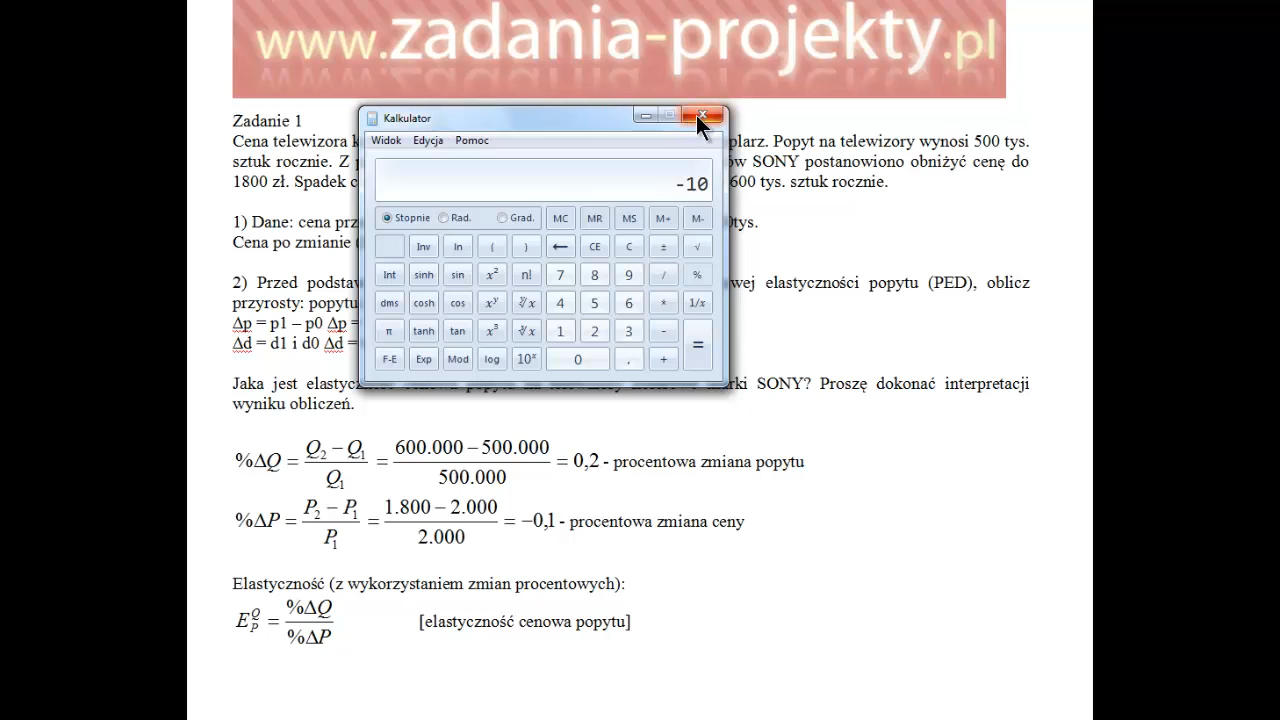 www.zadania-projekty.pl
Zadanie 1
Cena telewizora plarz. Popyt na telewizory wynosi 500 tys.
sztuk rocznie. Z ów SONY postanowiono obniżyć cenę do
1800 zł. Spadek 600 tys. sztuk rocznie.
1) Dane: cena prz tys.
Cena po zmianie
2) Przed podstaw wej elastyczności popytu (PED), oblicz
przyrosty: popytu
Δp = p1 – p0 Δp =
Δd = d1 i d0 Δd =
Jaka jest SONY? Proszę dokonać interpretacji
wyniku obliczeń.
Kalkulator
Widok Edycja Pomoc
-10
Stopnie Rad. Grad. MC MR MS M+ M-
Inv ln ( ) ← CE C ± √
Int sinh sin x² n! 7 8 9 / %
dms cosh cos xʸ ʸ√x 4 5 6 * 1/x
π tanh tan x³ ³√x 1 2 3 - =
F-E Exp Mod log 10ˣ 0 , +
%ΔQ = (Q₂ − Q₁)/Q₁ = (600.000 − 500.000)/500.000 = 0,2 - procentowa zmiana popytu
%ΔP = (P₂ − P₁)/P₁ = (1.800 − 2.000)/2.000 = −0,1 - procentowa zmiana ceny
Elastyczność (z wykorzystaniem zmian procentowych):
E_P^Q = %ΔQ/%ΔP [elastyczność cenowa popytu]